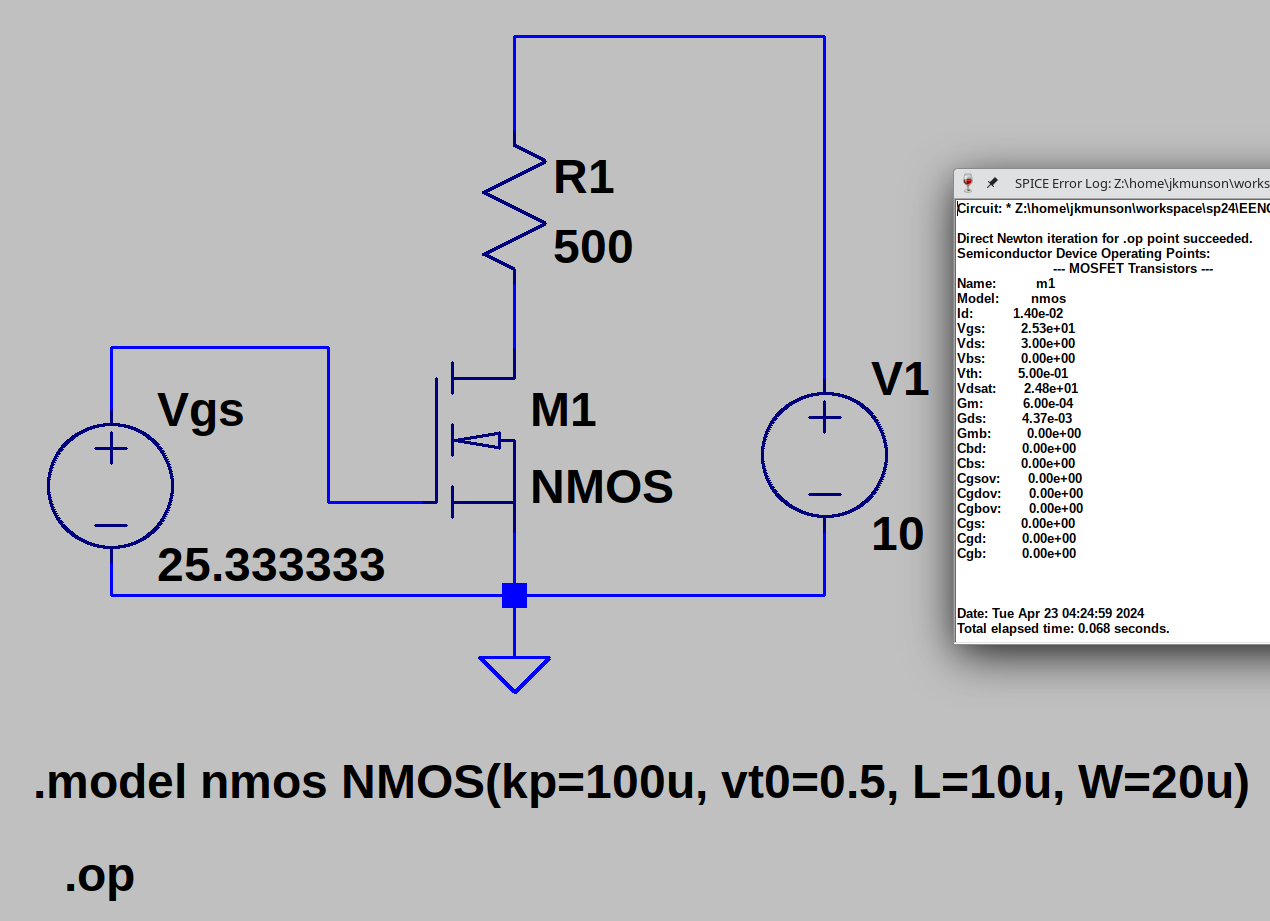 R1
500
Vgs
25.333333
M1
NMOS
V1
10
.model nmos NMOS(kp=100u, vt0=0.5, L=10u, W=20u)
.op
SPICE Error Log: Z:\home\jkmunson\works
Circuit: * Z:\home\jkmunson\workspace\sp24\EENG
Direct Newton iteration for .op point succeeded.
Semiconductor Device Operating Points:
--- MOSFET Transistors ---
Name: m1
Model: nmos
Id: 1.40e-02
Vgs: 2.53e+01
Vds: 3.00e+00
Vbs: 0.00e+00
Vth: 5.00e-01
Vdsat: 2.48e+01
Gm: 6.00e-04
Gds: 4.37e-03
Gmb: 0.00e+00
Cbd: 0.00e+00
Cbs: 0.00e+00
Cgsov: 0.00e+00
Cgdov: 0.00e+00
Cgbov: 0.00e+00
Cgs: 0.00e+00
Cgd: 0.00e+00
Cgb: 0.00e+00
Date: Tue Apr 23 04:24:59 2024
Total elapsed time: 0.068 seconds.